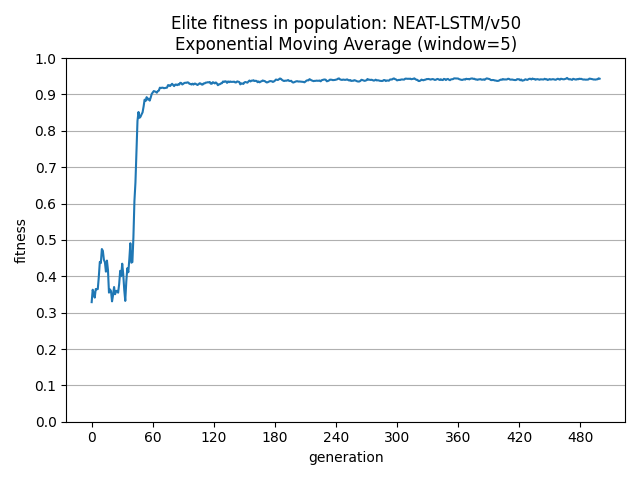 Elite fitness in population: NEAT-LSTM/v50
Exponential Moving Average (window=5)
1.0
0.9
0.8
0.7
0.6
0.5
0.4
0.3
0.2
0.1
0.0
fitness
0 60 120 180 240 300 360 420 480
generation